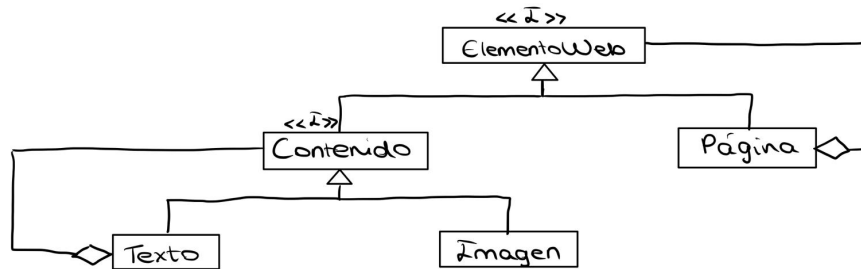 <<I>>
ElementoWeb
<<I>>
Contenido
Página
Texto
Imagen